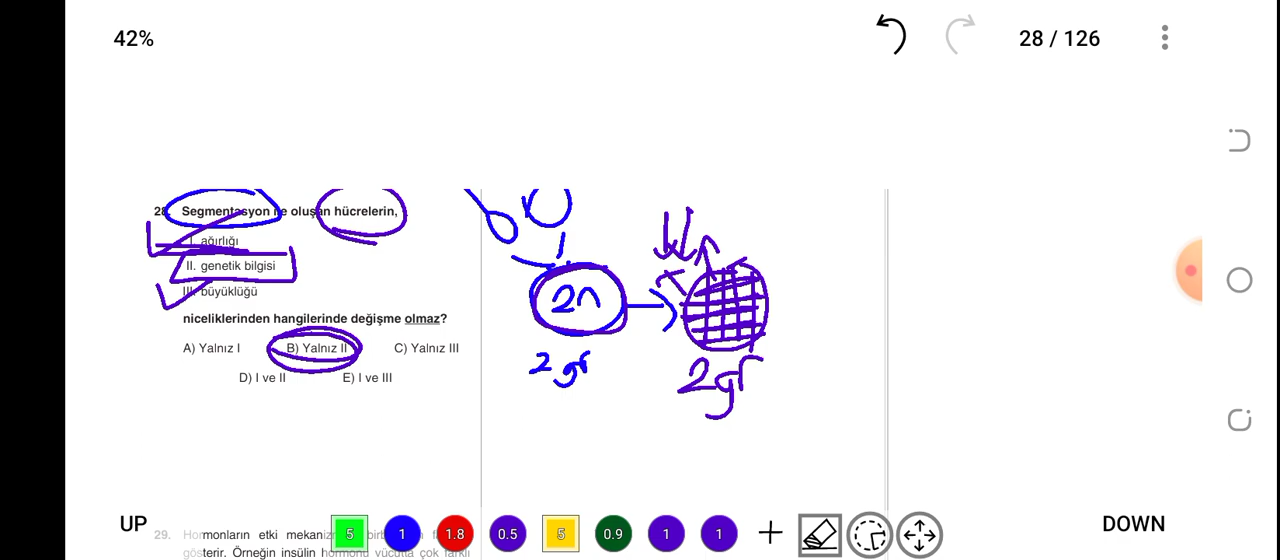 42%
28 / 126
28. Segmentasyon ile oluşan hücrelerin,
I. ağırlığı
II. genetik bilgisi
III. büyüklüğü
niceliklerinden hangilerinde değişme olmaz?
A) Yalnız I B) Yalnız II C) Yalnız III
D) I ve II E) I ve III
2n
2 gr
2gr
UP
DOWN
29. Hormonların etki
gösterir. Örneğin insülin hormonu vücutta çok farklı
5 1 1.8 0.5 5 0.9 1 1